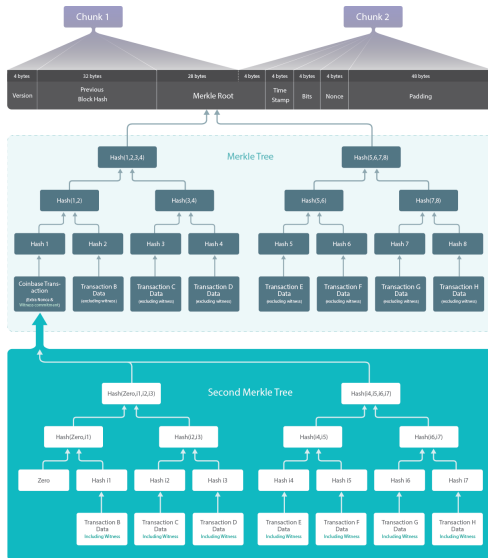 Chunk 1
Chunk 2
4 bytes
32 bytes
28 bytes
4 bytes
4 bytes
4 bytes
4 bytes
48 bytes
Version
Previous
Block Hash
Merkle Root
Time
Stamp
Bits
Nonce
Padding
Merkle Tree
Hash(1,2,3,4)
Hash(5,6,7,8)
Hash(1,2)
Hash(3,4)
Hash(5,6)
Hash(7,8)
Hash 1
Hash 2
Hash 3
Hash 4
Hash 5
Hash 6
Hash 7
Hash 8
Coinbase Trans-
action
(Extra Nonce &
Witness commitment)
Transaction B
Data
(excluding witness)
Transaction C
Data
(excluding witness)
Transaction D
Data
(excluding witness)
Transaction E
Data
(excluding witness)
Transaction F
Data
(excluding witness)
Transaction G
Data
(excluding witness)
Transaction H
Data
(excluding witness)
Second Merkle Tree
Hash(Zero,i1,i2,i3)
Hash(i4,i5,i6,i7)
Hash(Zero,i1)
Hash(i2,i3)
Hash(i4,i5)
Hash(i6,i7)
Zero
Hash i1
Hash i2
Hash i3
Hash i4
Hash i5
Hash i6
Hash i7
Transaction B
Data
Including Witness
Transaction C
Data
Including Witness
Transaction D
Data
Including Witness
Transaction E
Data
Including Witness
Transaction F
Data
Including Witness
Transaction G
Data
Including Witness
Transaction H
Data
Including Witness